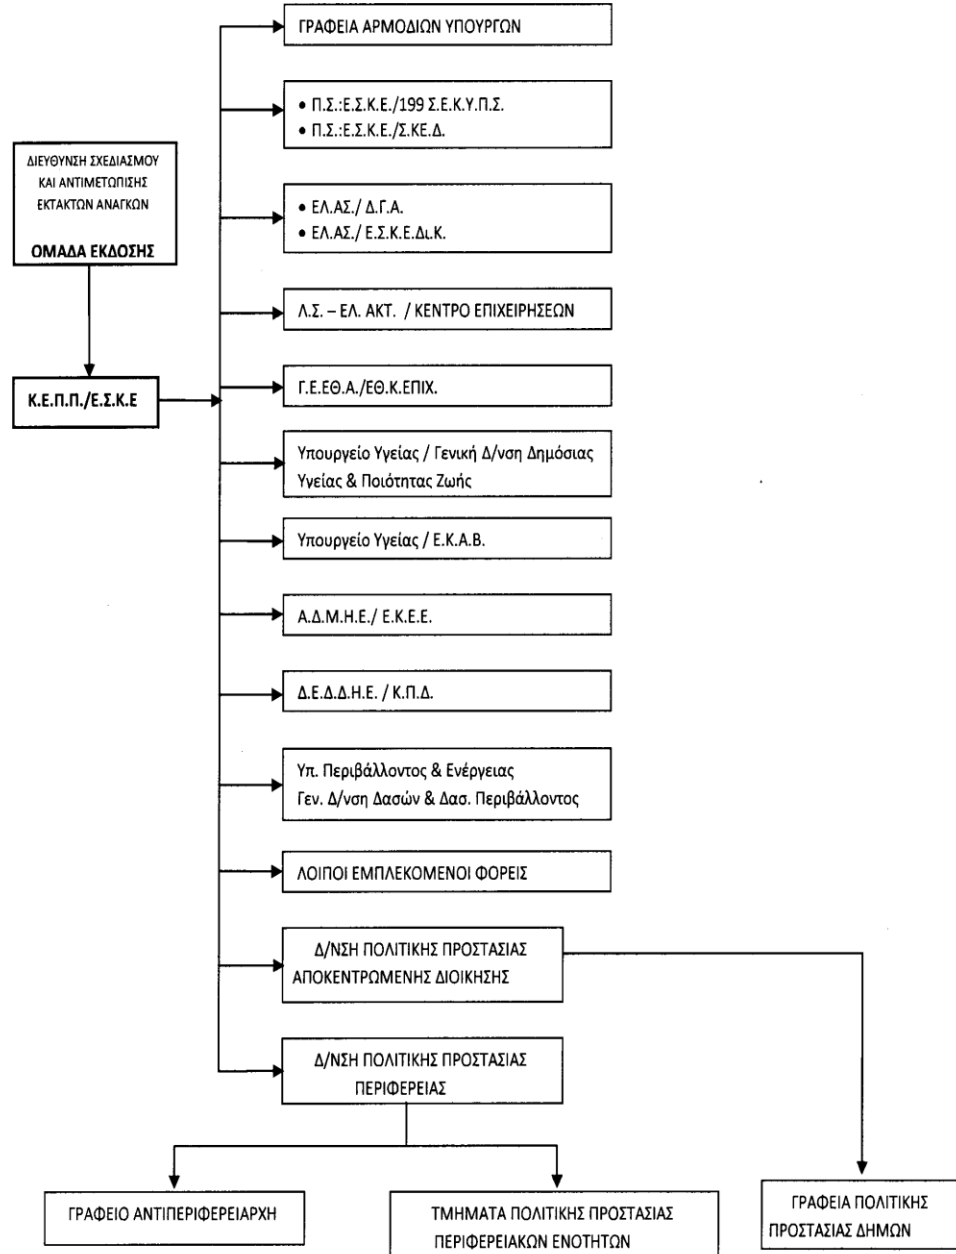 ΓΡΑΦΕΙΑ ΑΡΜΟΔΙΩΝ ΥΠΟΥΡΓΩΝ
• Π.Σ.:Ε.Σ.Κ.Ε./199 Σ.Ε.Κ.Υ.Π.Σ.
• Π.Σ.:Ε.Σ.Κ.Ε./Σ.ΚΕ.Δ.
ΔΙΕΥΘΥΝΣΗ ΣΧΕΔΙΑΣΜΟΥ
ΚΑΙ ΑΝΤΙΜΕΤΩΠΙΣΗΣ
ΕΚΤΑΚΤΩΝ ΑΝΑΓΚΩΝ
ΟΜΑΔΑ ΕΚΔΟΣΗΣ
• ΕΛ.ΑΣ./ Δ.Γ.Α.
• ΕΛ.ΑΣ./ Ε.Σ.Κ.Ε.Δι.Κ.
Λ.Σ. – ΕΛ. ΑΚΤ. / ΚΕΝΤΡΟ ΕΠΙΧΕΙΡΗΣΕΩΝ
Κ.Ε.Π.Π./Ε.Σ.Κ.Ε
Γ.Ε.ΕΘ.Α./ΕΘ.Κ.ΕΠΙΧ.
Υπουργείο Υγείας / Γενική Δ/νση Δημόσιας
Υγείας & Ποιότητας Ζωής
Υπουργείο Υγείας / Ε.Κ.Α.Β.
Α.Δ.Μ.Η.Ε./ Ε.Κ.Ε.Ε.
Δ.Ε.Δ.Δ.Η.Ε. / Κ.Π.Δ.
Υπ. Περιβάλλοντος & Ενέργειας
Γεν. Δ/νση Δασών & Δασ. Περιβάλλοντος
ΛΟΙΠΟΙ ΕΜΠΛΕΚΟΜΕΝΟΙ ΦΟΡΕΙΣ
Δ/ΝΣΗ ΠΟΛΙΤΙΚΗΣ ΠΡΟΣΤΑΣΙΑΣ
ΑΠΟΚΕΝΤΡΩΜΕΝΗΣ ΔΙΟΙΚΗΣΗΣ
Δ/ΝΣΗ ΠΟΛΙΤΙΚΗΣ ΠΡΟΣΤΑΣΙΑΣ
ΠΕΡΙΦΕΡΕΙΑΣ
ΓΡΑΦΕΙΟ ΑΝΤΙΠΕΡΙΦΕΡΕΙΑΡΧΗ
ΤΜΗΜΑΤΑ ΠΟΛΙΤΙΚΗΣ ΠΡΟΣΤΑΣΙΑΣ
ΠΕΡΙΦΕΡΕΙΑΚΩΝ ΕΝΟΤΗΤΩΝ
ΓΡΑΦΕΙΑ ΠΟΛΙΤΙΚΗΣ
ΠΡΟΣΤΑΣΙΑΣ ΔΗΜΩΝ